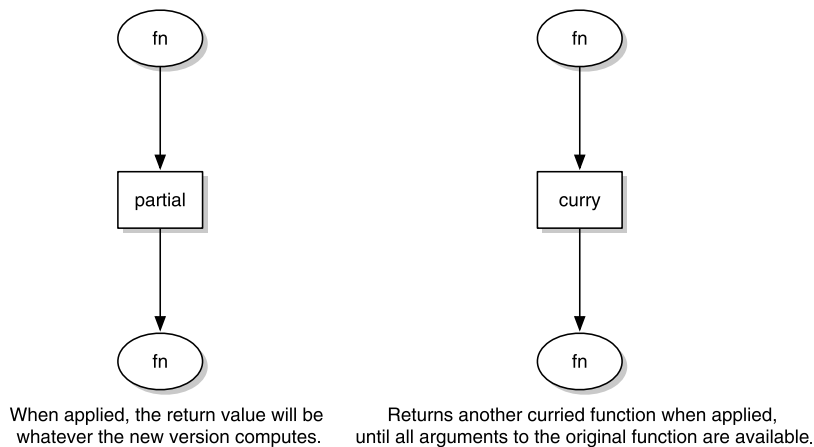 fn
partial
fn
When applied, the return value will be
whatever the new version computes.
fn
curry
fn
Returns another curried function when applied,
until all arguments to the original function are available.